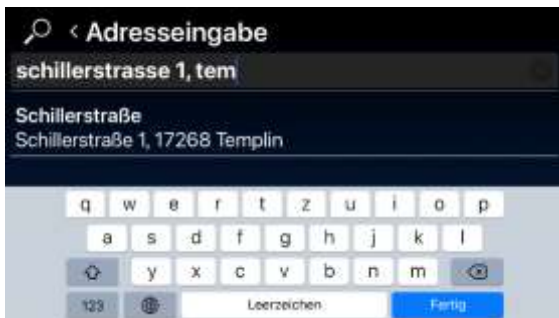 < Adresseingabe
schillerstrasse 1, tem
Schillerstraße
Schillerstraße 1, 17268 Templin
q w e r t z u i o p
a s d f g h j k l
y x c v b n m
123 Leerzeichen Fertig